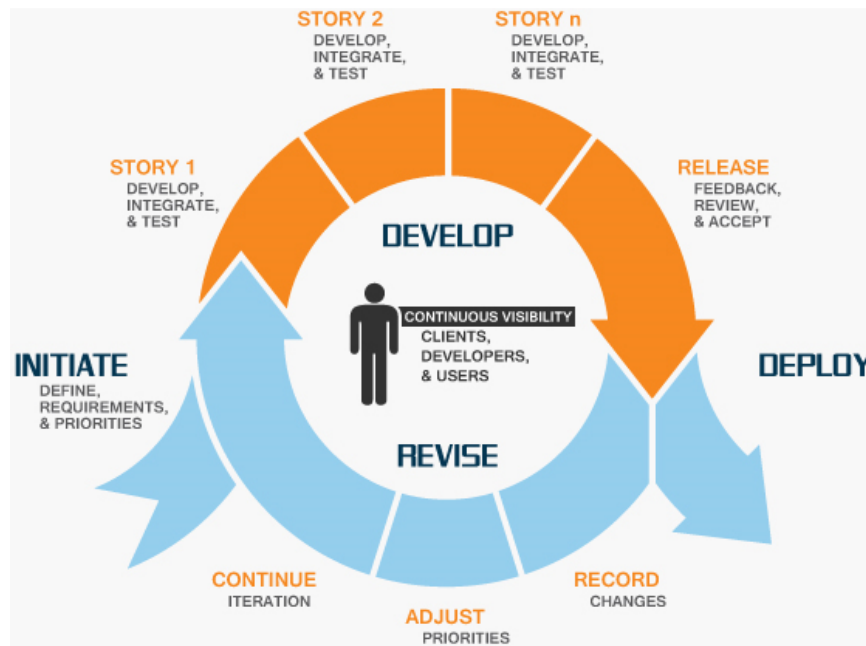 STORY 2
DEVELOP,
INTEGRATE,
& TEST
STORY n
DEVELOP,
INTEGRATE,
& TEST
STORY 1
DEVELOP,
INTEGRATE,
& TEST
RELEASE
FEEDBACK,
REVIEW,
& ACCEPT
DEVELOP
CONTINUOUS VISIBILITY
CLIENTS,
DEVELOPERS,
& USERS
INITIATE
DEFINE,
REQUIREMENTS,
& PRIORITIES
DEPLOY
REVISE
CONTINUE
ITERATION
ADJUST
PRIORITIES
RECORD
CHANGES